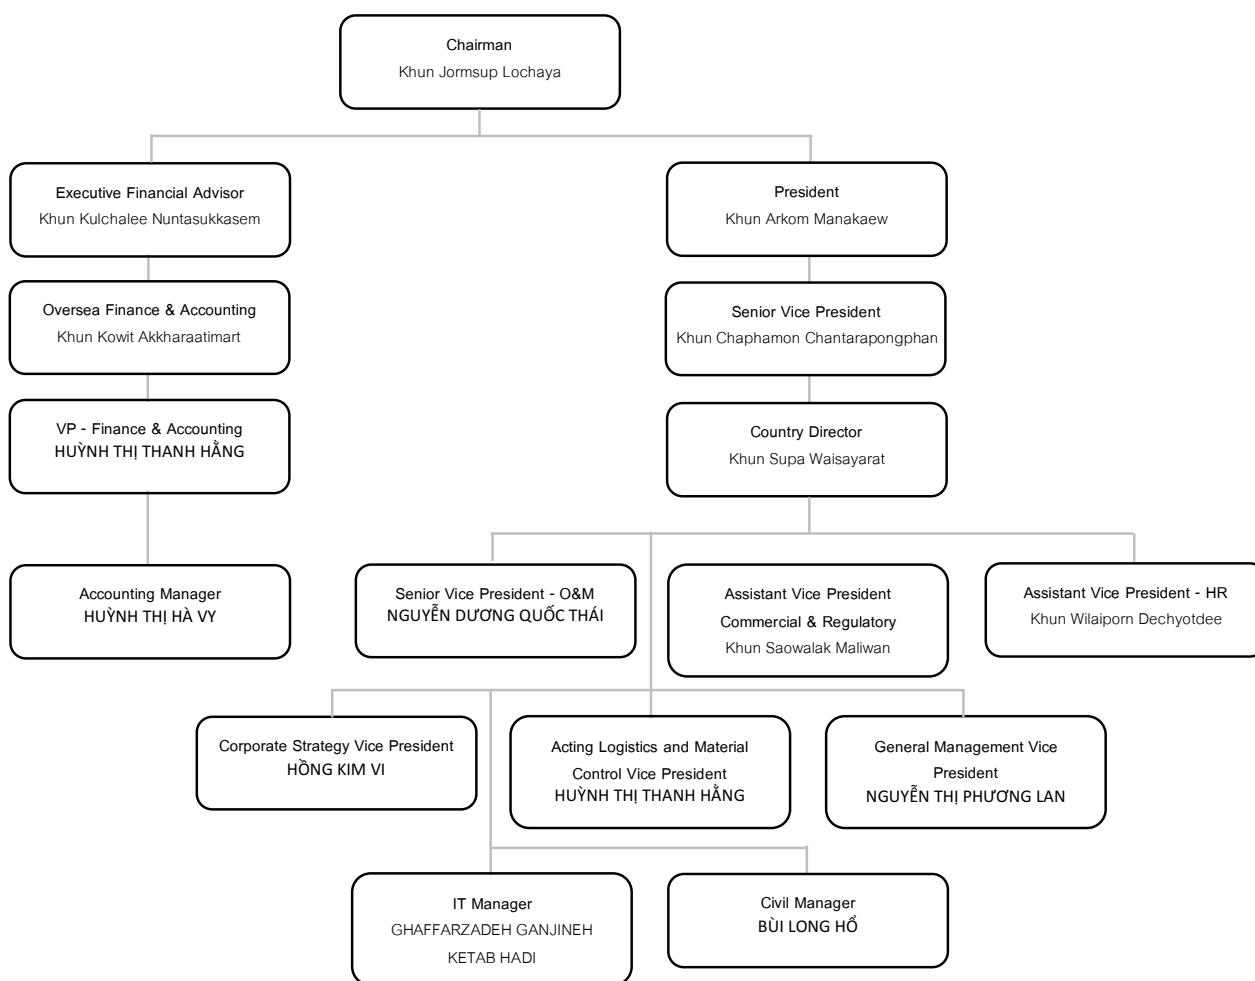 Chairman
Khun Jormsup Lochaya
Executive Financial Advisor
Khun Kulchalee Nuntasukkasem
President
Khun Arkom Manakaew
Oversea Finance & Accounting
Khun Kowit Akkharaatimart
Senior Vice President
Khun Chaphamon Chantarapongphan
VP - Finance & Accounting
HUỲNH THỊ THANH HẰNG
Country Director
Khun Supa Waisayarat
Accounting Manager
HUỲNH THỊ HÀ VY
Senior Vice President - O&M
NGUYỄN DƯƠNG QUỐC THÁI
Assistant Vice President
Commercial & Regulatory
Khun Saowalak Maliwan
Assistant Vice President - HR
Khun Wilaiporn Dechyotdee
Corporate Strategy Vice President
HỒNG KIM VI
Acting Logistics and Material
Control Vice President
HUỲNH THỊ THANH HẰNG
General Management Vice
President
NGUYỄN THỊ PHƯƠNG LAN
IT Manager
GHAFFARZADEH GANJINEH
KETAB HADI
Civil Manager
BÙI LONG HỔ